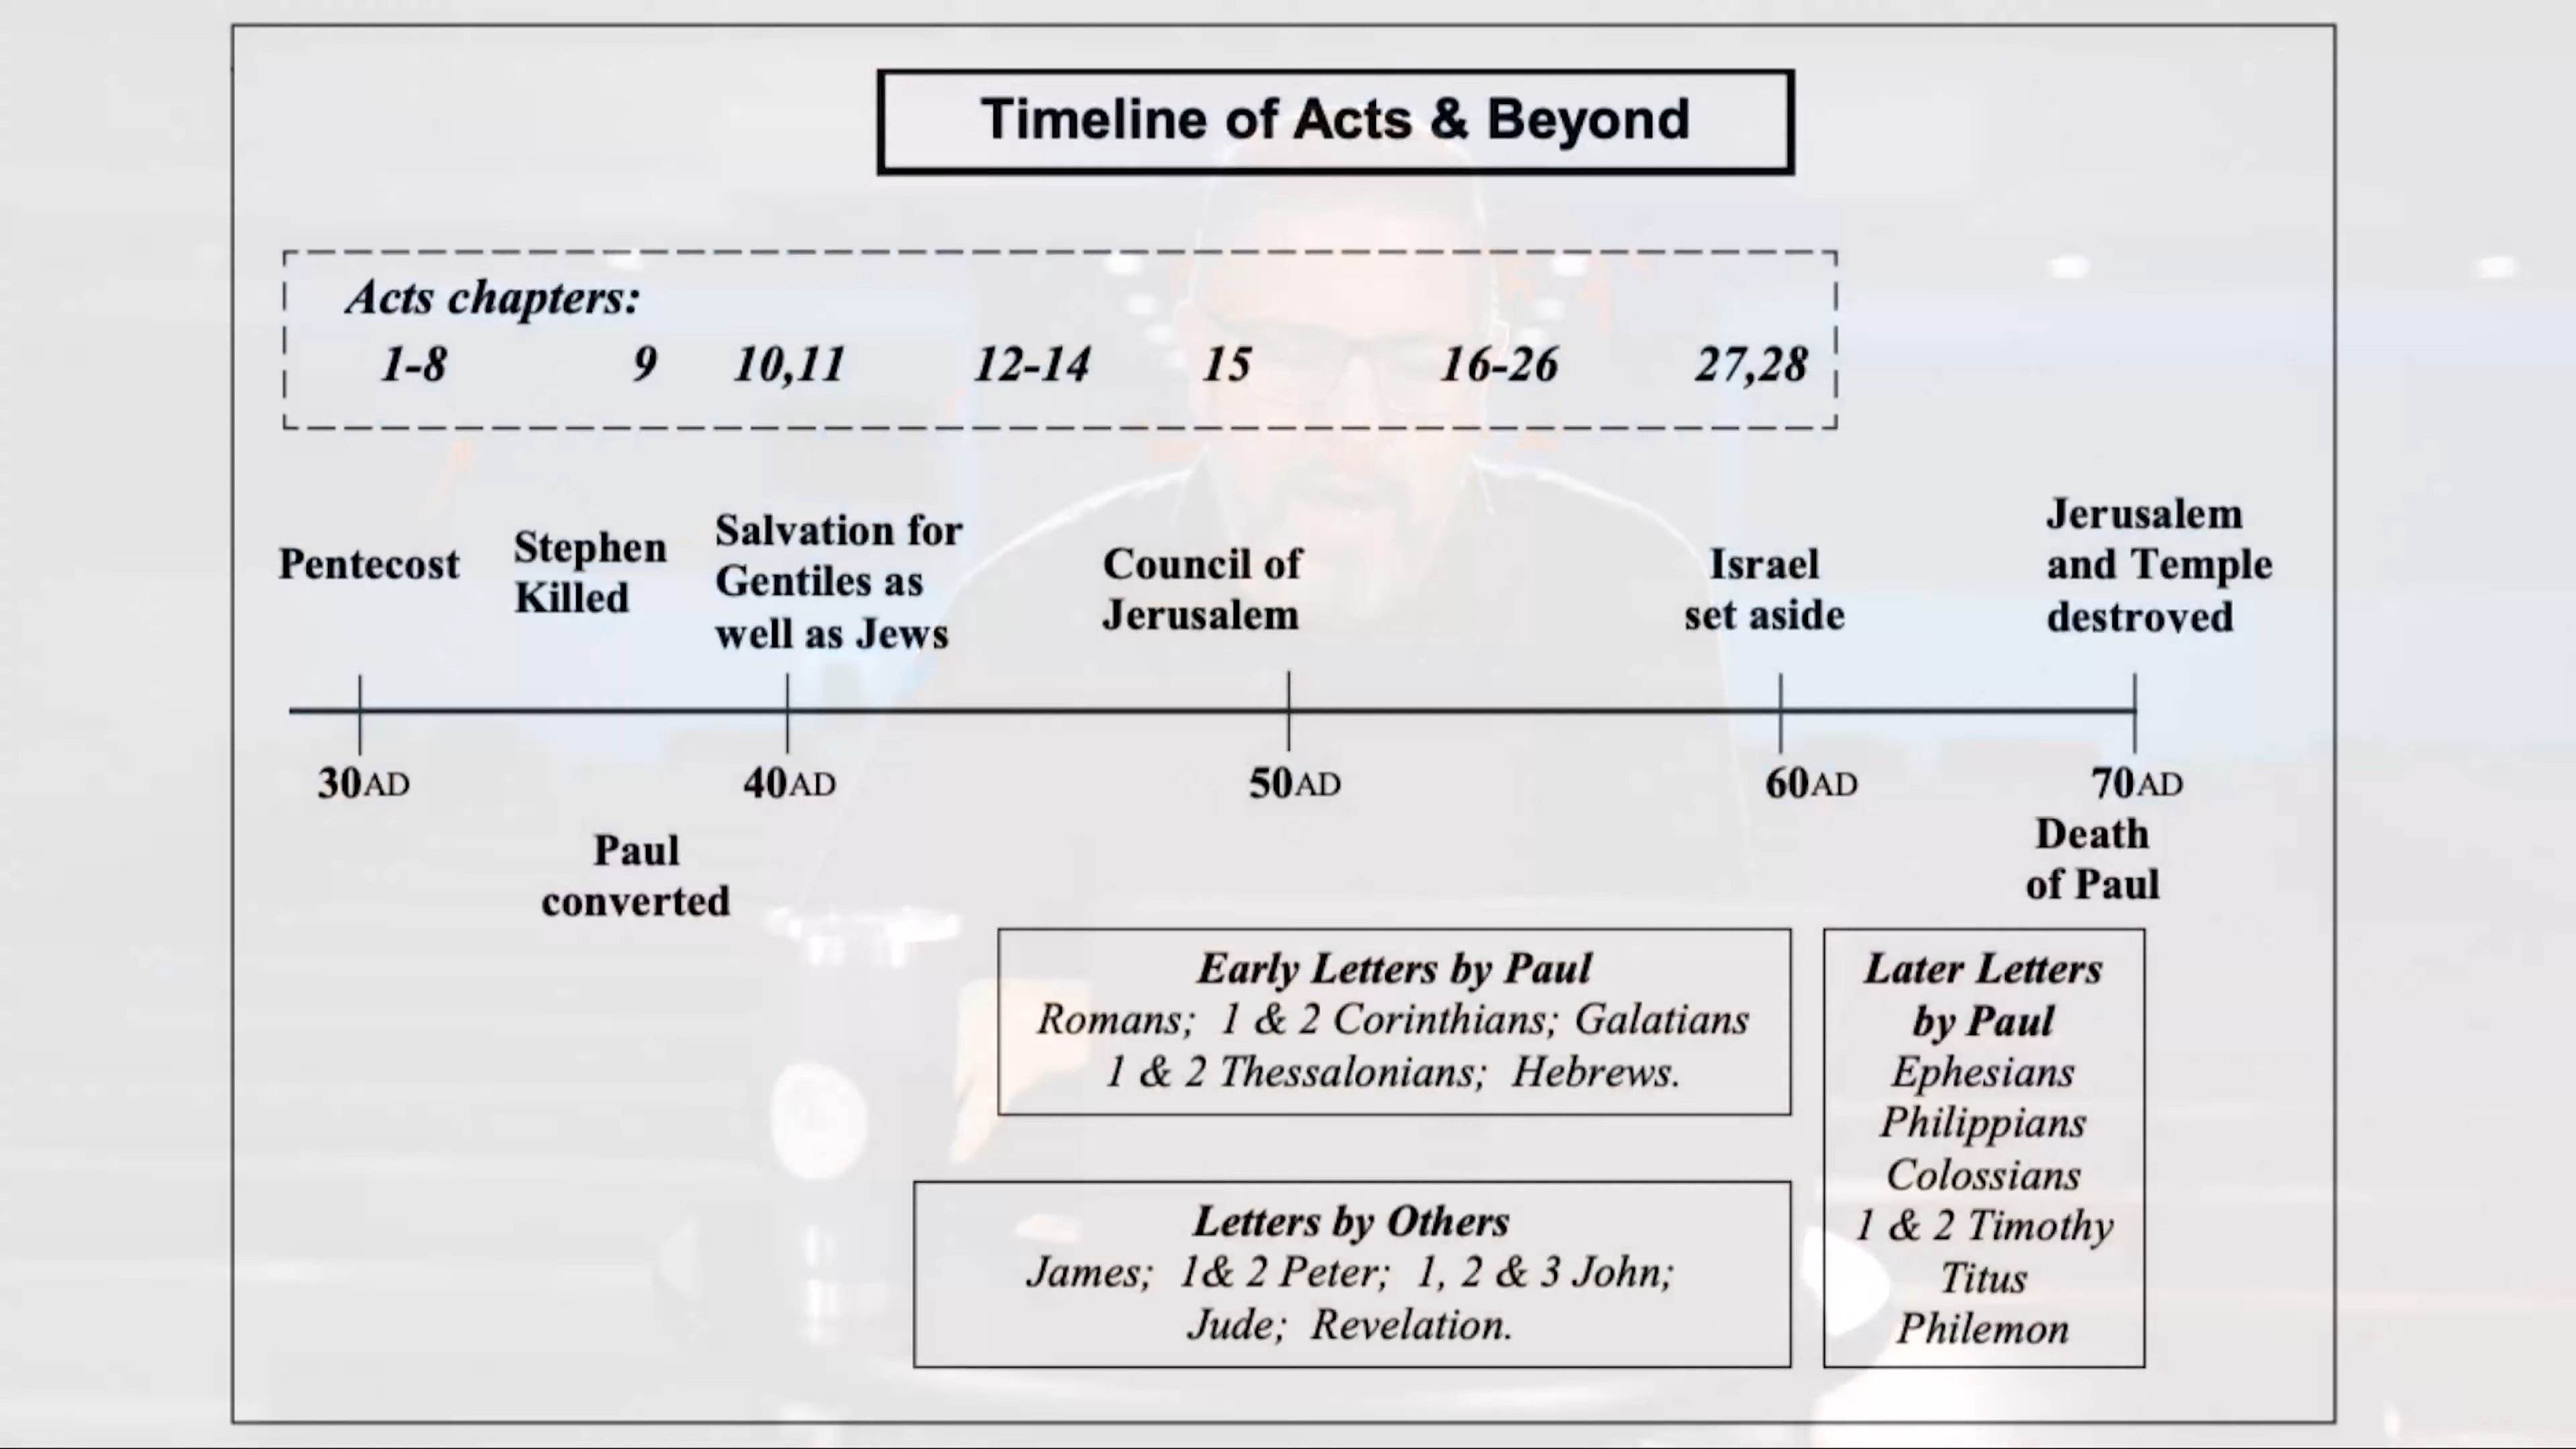 Timeline of Acts & Beyond
Acts chapters:
1-8 9 10,11 12-14 15 16-26 27,28
Pentecost
Stephen
Killed
Salvation for
Gentiles as
well as Jews
Council of
Jerusalem
Israel
set aside
Jerusalem
and Temple
destroved
30AD 40AD 50AD 60AD 70AD
Paul
converted
Death
of Paul
Early Letters by Paul
Romans; 1 & 2 Corinthians; Galatians
1 & 2 Thessalonians; Hebrews.
Letters by Others
James; 1& 2 Peter; 1, 2 & 3 John;
Jude; Revelation.
Later Letters
by Paul
Ephesians
Philippians
Colossians
1 & 2 Timothy
Titus
Philemon